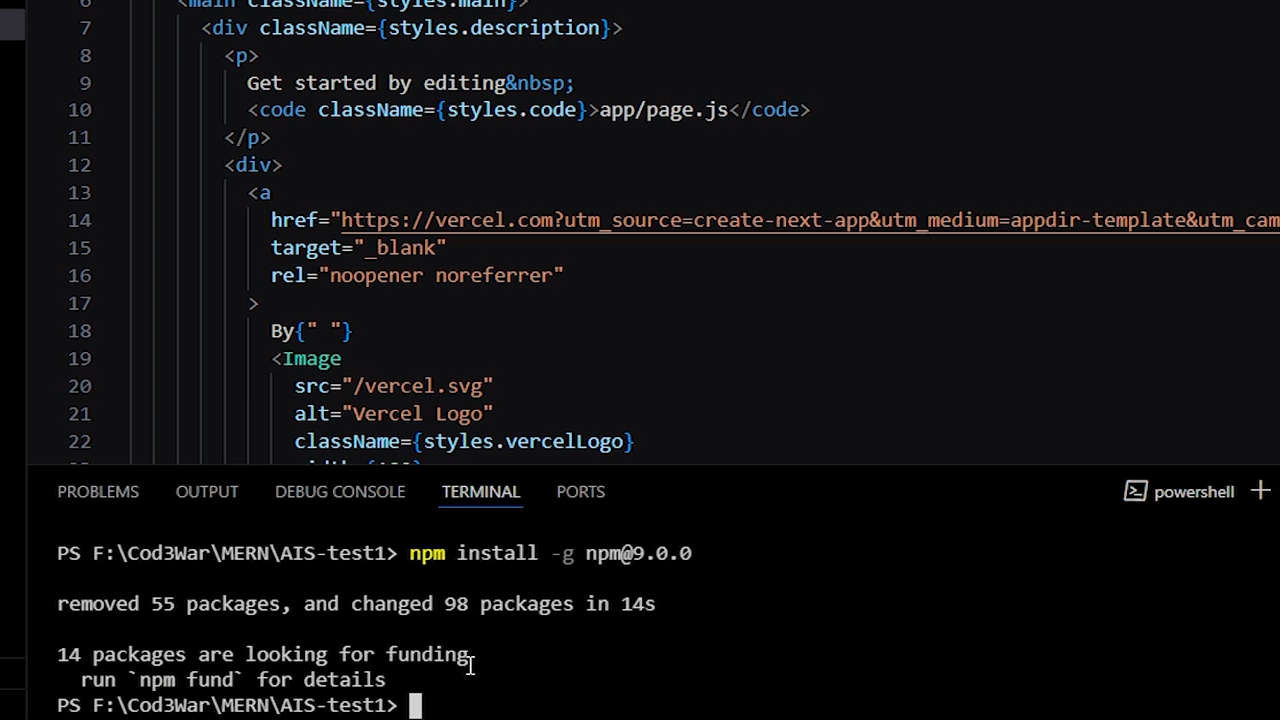 6 <main className={styles.main}>
7 <div className={styles.description}>
8 <p>
9 Get started by editing&nbsp;
10 <code className={styles.code}>app/page.js</code>
11 </p>
12 <div>
13 <a
14 href="https://vercel.com?utm_source=create-next-app&utm_medium=appdir-template&utm_cam
15 target="_blank"
16 rel="noopener noreferrer"
17 >
18 By{" "}
19 <Image
20 src="/vercel.svg"
21 alt="Vercel Logo"
22 className={styles.vercelLogo}
PROBLEMS OUTPUT DEBUG CONSOLE TERMINAL PORTS powershell
PS F:\Cod3War\MERN\AIS-test1> npm install -g npm@9.0.0
removed 55 packages, and changed 98 packages in 14s
14 packages are looking for funding
run `npm fund` for details
PS F:\Cod3War\MERN\AIS-test1>